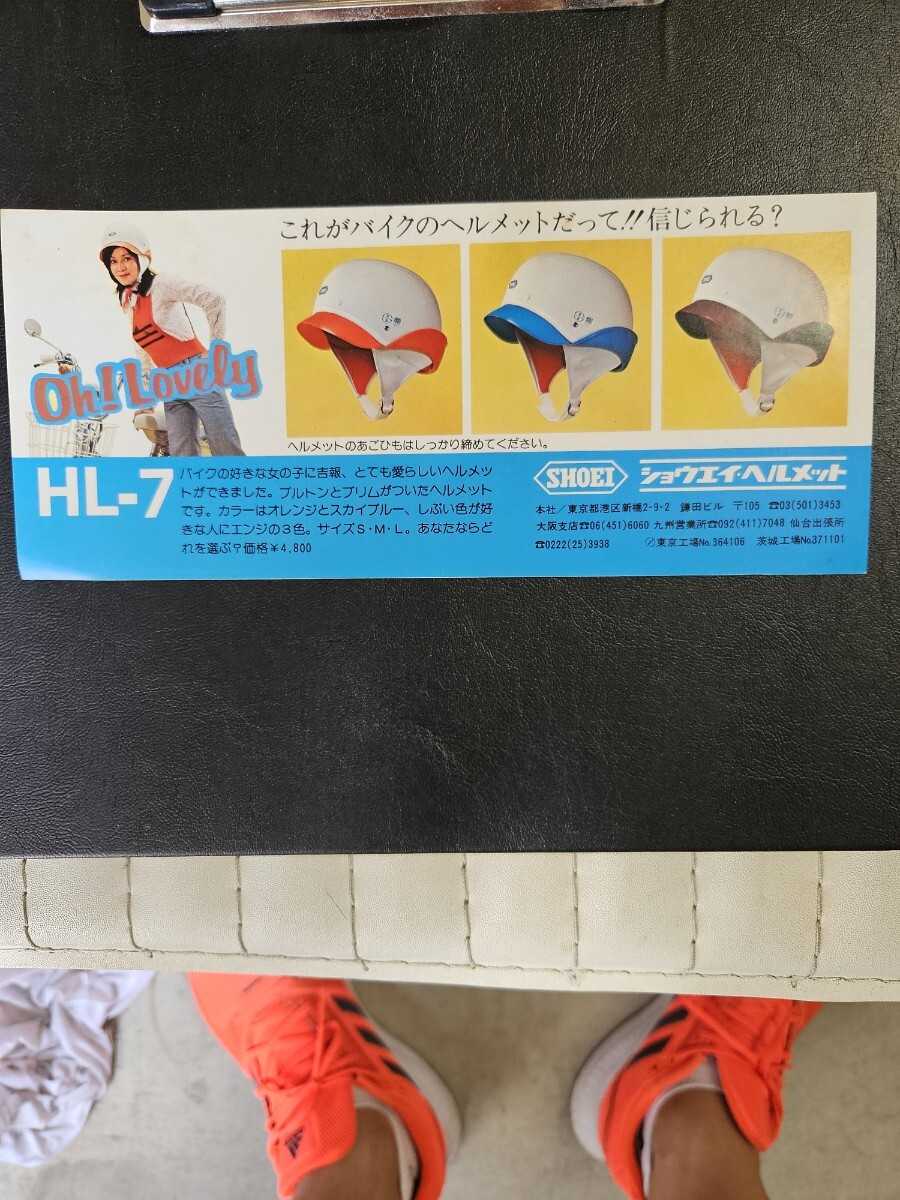 これがバイクのヘルメットだって!!信じられる?
Oh! Lovely
ヘルメットのあごひもはしっかり締めてください。
HL-7
バイクの好きな女の子に吉報、とても愛らしいヘルメッ
トができました。ブルトンとブリムがついたヘルメット
です。カラーはオレンジとスカイブルー、しぶい色が好
きな人にエンジの3色。サイズS・M・L。あなたならど
れを選ぶ?価格¥4,800
SHOEI ショウエイ・ヘルメット
本社/東京都港区新橋2-9-2 鎌田ビル 〒105 ☎03(501)3453
大阪支店☎06(451)6060 九州営業所☎092(411)7048 仙台出張所
☎0222(25)3938 〄東京工場No.364106 茨城工場No.371101